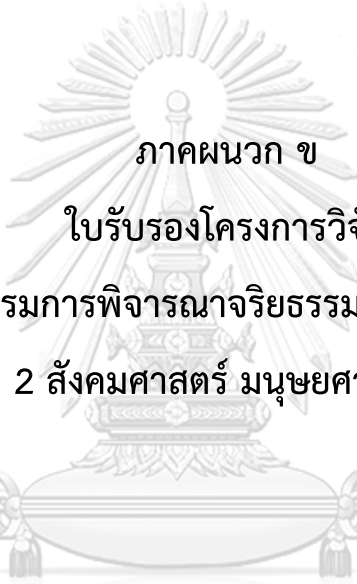 ภาคผนวก ข
ใบรับรองโครงการวิจ
รมการพิจารณาจริยธรรม
2 สังคมศาสตร์ มนุษยศา